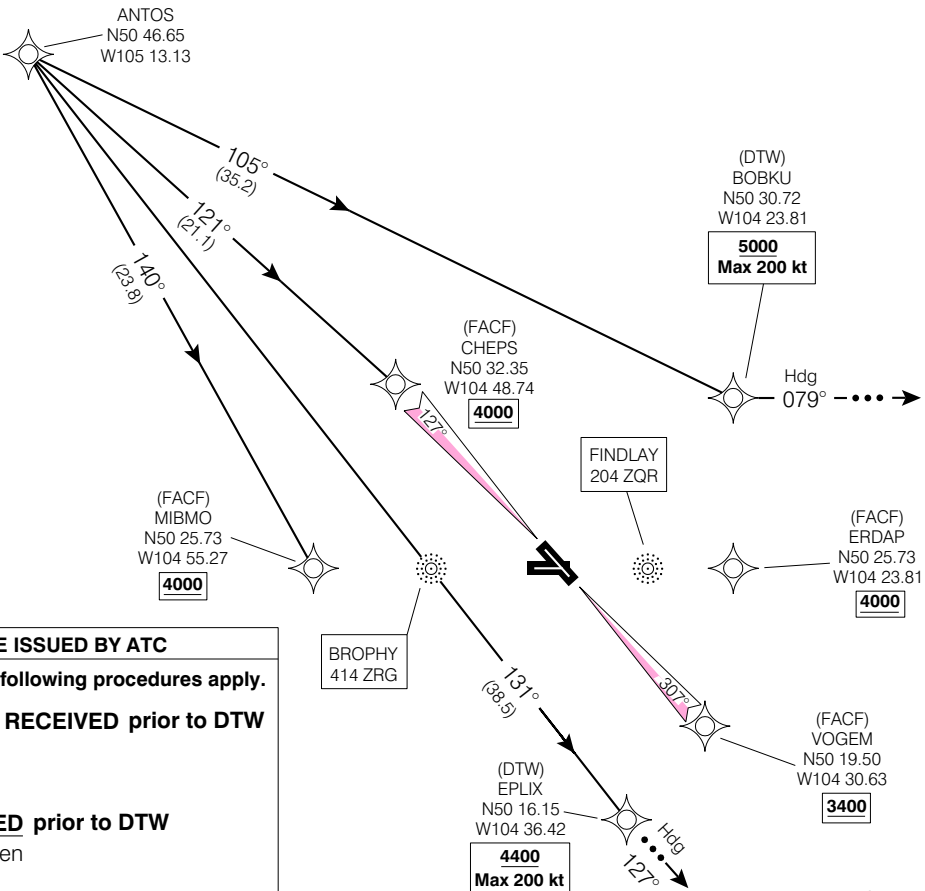 ANTOS
N50 46.65
W105 13.13
105°
(35.2)
121°
(21.1)
140°
(23.8)
(DTW)
BOBKU
N50 30.72
W104 23.81
5000
Max 200 kt
Hdg
079°
(FACF)
CHEPS
N50 32.35
W104 48.74
4000
127°
FINDLAY
204 ZQR
(FACF)
MIBMO
N50 25.73
W104 55.27
4000
(FACF)
ERDAP
N50 25.73
W104 23.81
4000
BROPHY
414 ZRG
131°
(38.5)
307°
(FACF)
VOGEM
N50 19.50
W104 30.63
3400
(DTW)
EPLIX
N50 16.15
W104 36.42
4400
Max 200 kt
Hdg
127°
E ISSUED BY ATC
following procedures apply.
RECEIVED prior to DTW
ED prior to DTW
en